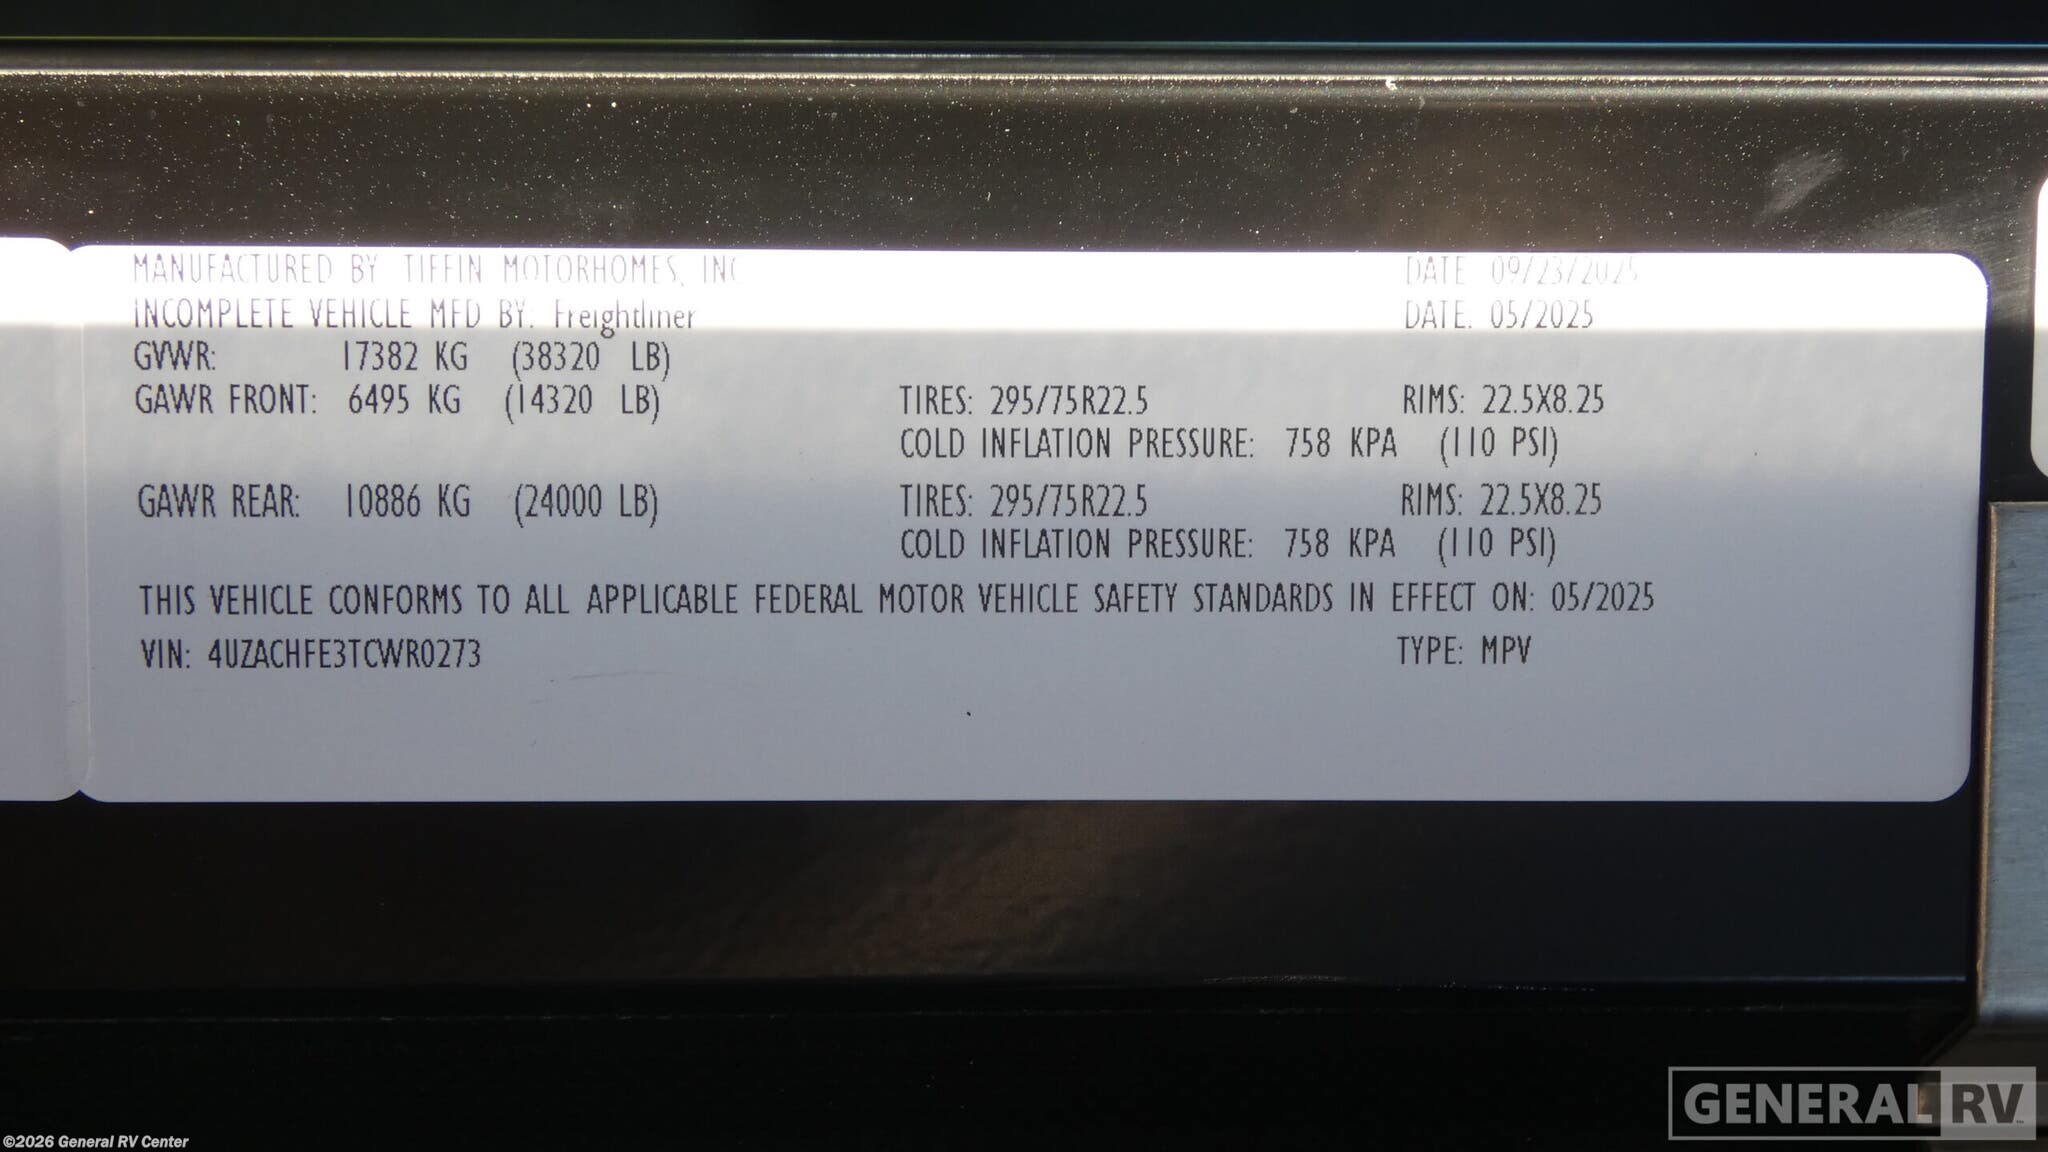 MANUFACTURED BY TIFFIN MOTORHOMES, INC DATE 09/23/2025
INCOMPLETE VEHICLE MFD BY: Freightliner DATE. 05/2025
GVWR: 17382 KG (38320 LB)
GAWR FRONT: 6495 KG (14320 LB) TIRES: 295/75R22.5 RIMS: 22.5X8.25
COLD INFLATION PRESSURE: 758 KPA (110 PSI)
GAWR REAR: 10886 KG (24000 LB) TIRES: 295/75R22.5 RIMS: 22.5X8.25
COLD INFLATION PRESSURE: 758 KPA (110 PSI)
THIS VEHICLE CONFORMS TO ALL APPLICABLE FEDERAL MOTOR VEHICLE SAFETY STANDARDS IN EFFECT ON: 05/2025
VIN: 4UZACHFE3TCWR0273 TYPE: MPV
GENERAL RV
©2026 General RV Center